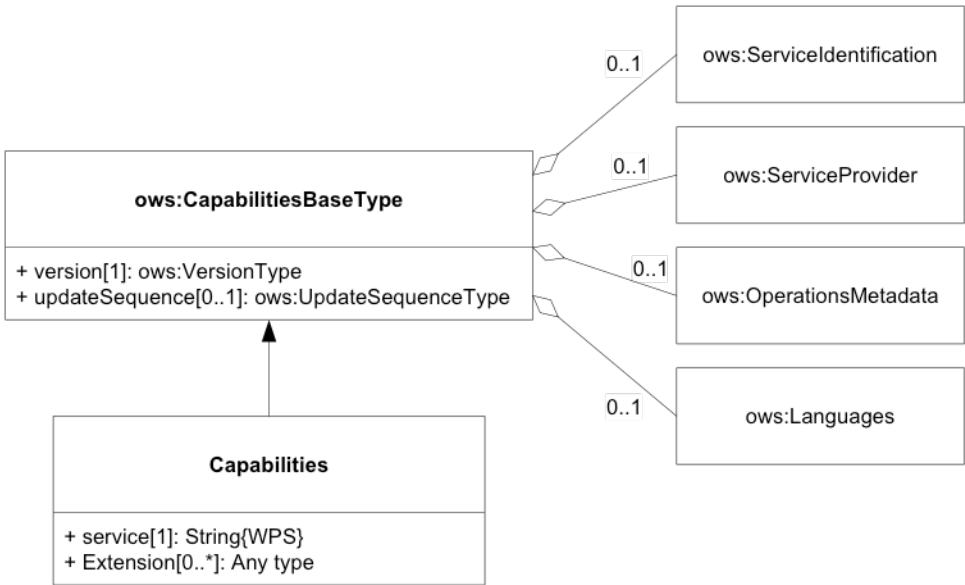 0..1
ows:ServiceIdentification
0..1
ows:ServiceProvider
ows:CapabilitiesBaseType
+ version[1]: ows:VersionType
+ updateSequence[0..1]: ows:UpdateSequenceType
0..1
ows:OperationsMetadata
0..1
ows:Languages
Capabilities
+ service[1]: String{WPS}
+ Extension[0..*]: Any type